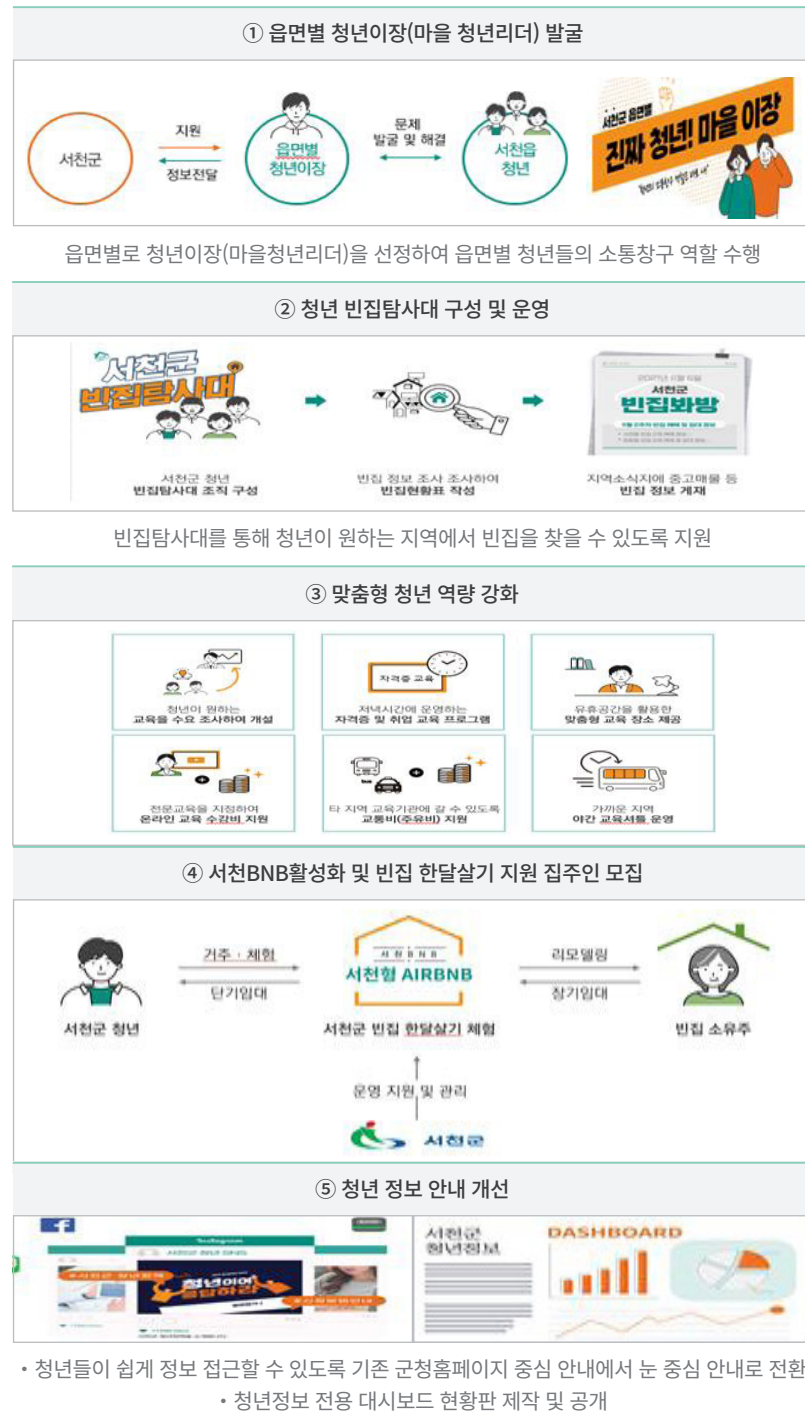 ① 읍면별 청년이장(마을 청년리더) 발굴
서천군
지원
정보전달
읍면별
청년이장
문제
발굴 및 해결
서천읍
청년
서천군 읍면별
진짜 청년! 마을 이장
읍면별로 청년이장(마을청년리더)을 선정하여 읍면별 청년들의 소통창구 역할 수행
② 청년 빈집탐사대 구성 및 운영
서천군
빈집탐사대
서천군
빈집봐방
서천군 청년
빈집탐사대 조직 구성
빈집 정보 조사 조사하여
빈집현황표 작성
지역소식지에 중고매물 등
빈집 정보 게재
빈집탐사대를 통해 청년이 원하는 지역에서 빈집을 찾을 수 있도록 지원
③ 맞춤형 청년 역량 강화
자격증 교육
청년이 원하는
교육을 수요 조사하여 개설
저녁시간에 운영하는
자격증 및 취업 교육 프로그램
유휴공간을 활용한
맞춤형 교육 장소 제공
전문교육을 지정하여
온라인 교육 수강비 지원
타 지역 교육기관에 갈 수 있도록
교통비(주유비) 지원
가까운 지역
야간 교육셔틀 운영
④ 서천BNB활성화 및 빈집 한달살기 지원 집주인 모집
거주·체험
단기임대
서천BNB
서천형 AIRBNB
리모델링
장기임대
서천군 청년
서천군 빈집 한달살기 체험
빈집 소유주
운영 지원 및 관리
서천군
⑤ 청년 정보 안내 개선
Instagram
서천군 청년 SNS
청년이여
응답하라
서천군
청년정보
DASHBOARD
• 청년들이 쉽게 정보 접근할 수 있도록 기존 군청홈페이지 중심 안내에서 눈 중심 안내로 전환
• 청년정보 전용 대시보드 현황판 제작 및 공개